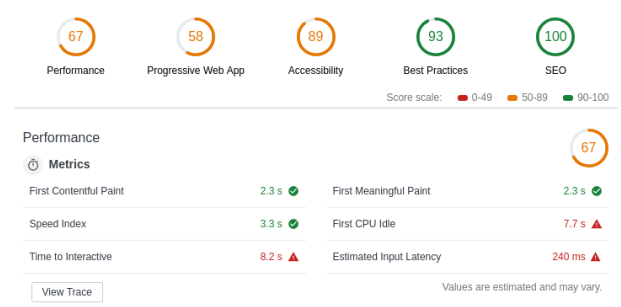 67 58 89 93 100
Performance Progressive Web App Accessibility Best Practices SEO
Score scale: 0-49 50-89 90-100
Performance 67
Metrics
First Contentful Paint 2.3 s First Meaningful Paint 2.3 s
Speed Index 3.3 s First CPU Idle 7.7 s
Time to Interactive 8.2 s Estimated Input Latency 240 ms
View Trace Values are estimated and may vary.